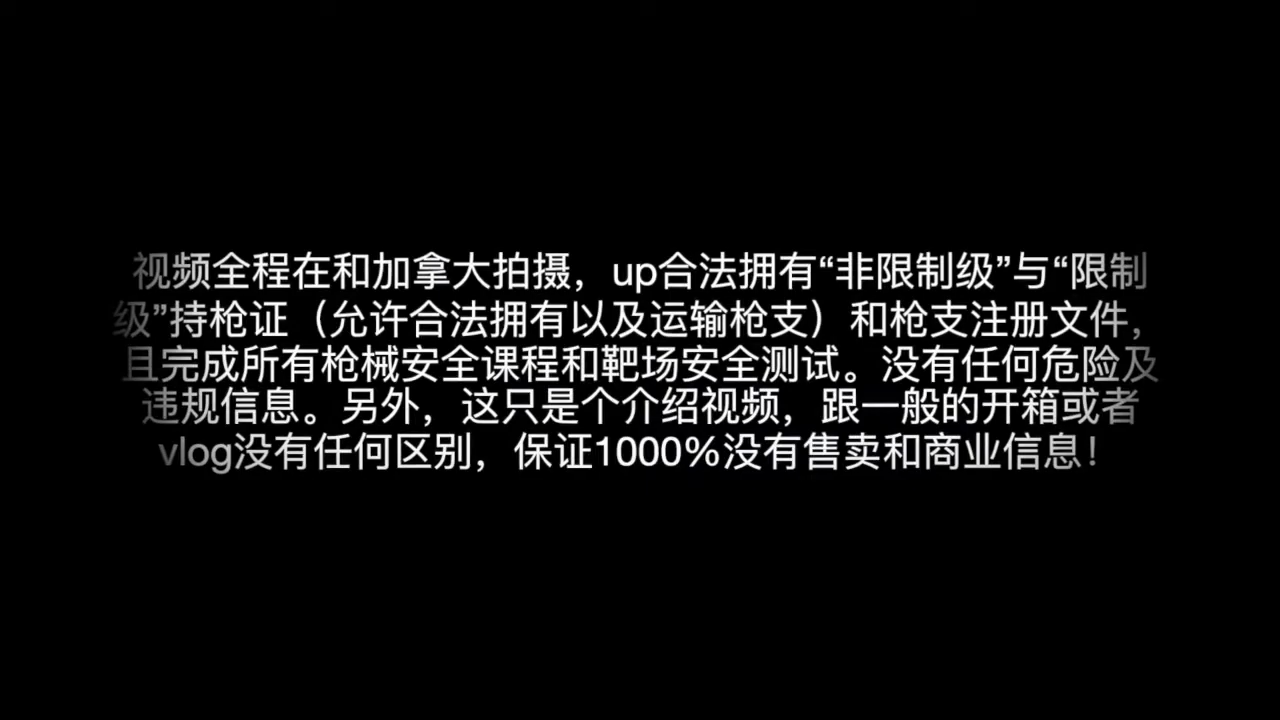 视频全程在和加拿大拍摄，up合法拥有“非限制级”与“限制
级”持枪证（允许合法拥有以及运输枪支）和枪支注册文件，
且完成所有枪械安全课程和靶场安全测试。没有任何危险及
违规信息。另外，这只是个介绍视频，跟一般的开箱或者
vlog没有任何区别，保证1000%没有售卖和商业信息！